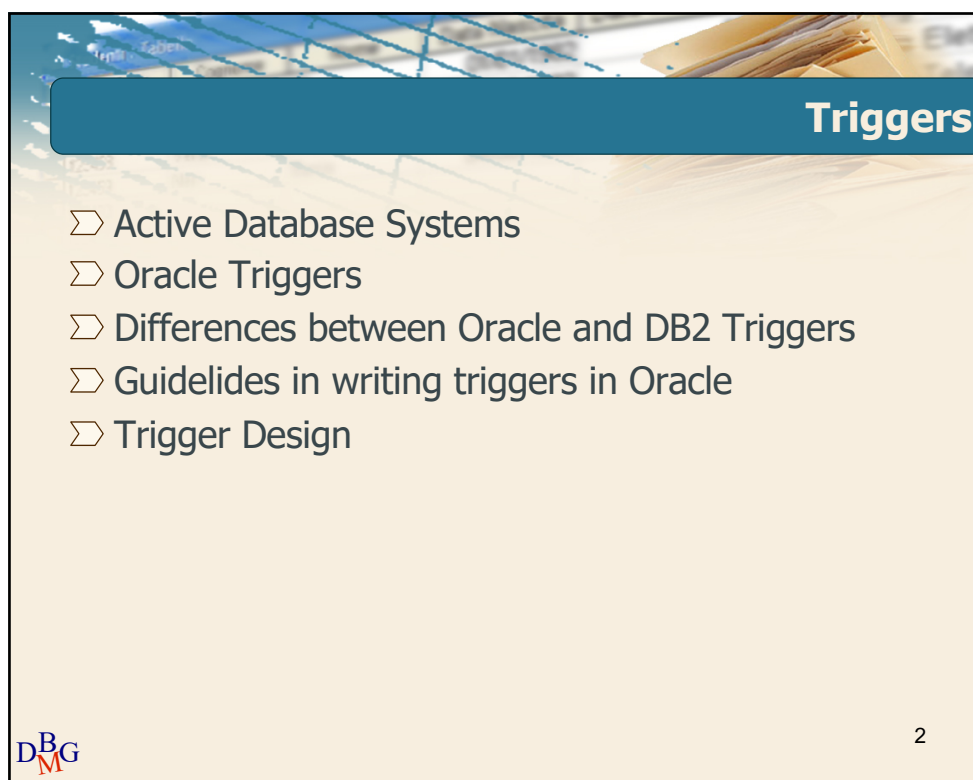 Triggers
Active Database Systems
Oracle Triggers
Differences between Oracle and DB2 Triggers
Guidelides in writing triggers in Oracle
Trigger Design
DBMG
2